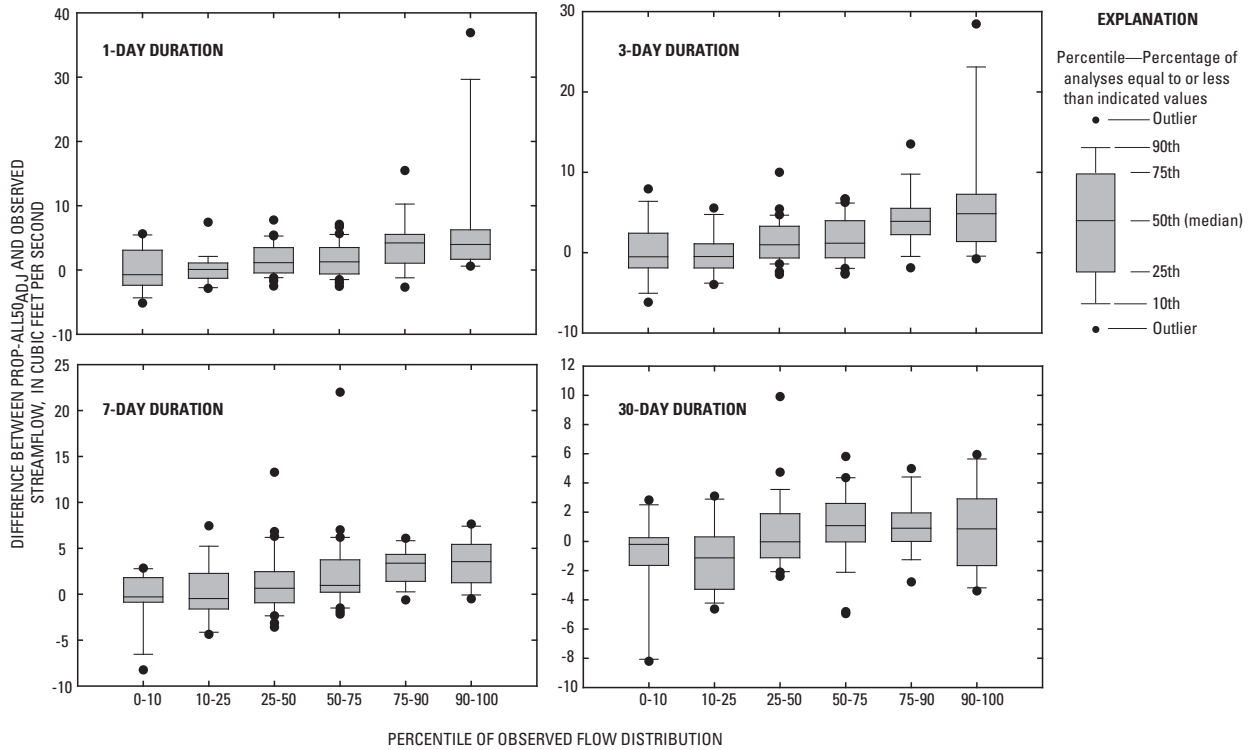 DIFFERENCE BETWEEN PROP-ALL50ADJ AND OBSERVED
STREAMFLOW, IN CUBIC FEET PER SECOND
1-DAY DURATION
40
30
20
10
0
-10
3-DAY DURATION
30
20
10
0
-10
7-DAY DURATION
25
20
15
10
5
0
-5
-10
0-10 10-25 25-50 50-75 75-90 90-100
30-DAY DURATION
12
10
8
6
4
2
0
-2
-4
-6
-8
-10
0-10 10-25 25-50 50-75 75-90 90-100
PERCENTILE OF OBSERVED FLOW DISTRIBUTION
EXPLANATION
Percentile—Percentage of
analyses equal to or less
than indicated values
Outlier
90th
75th
50th (median)
25th
10th
Outlier